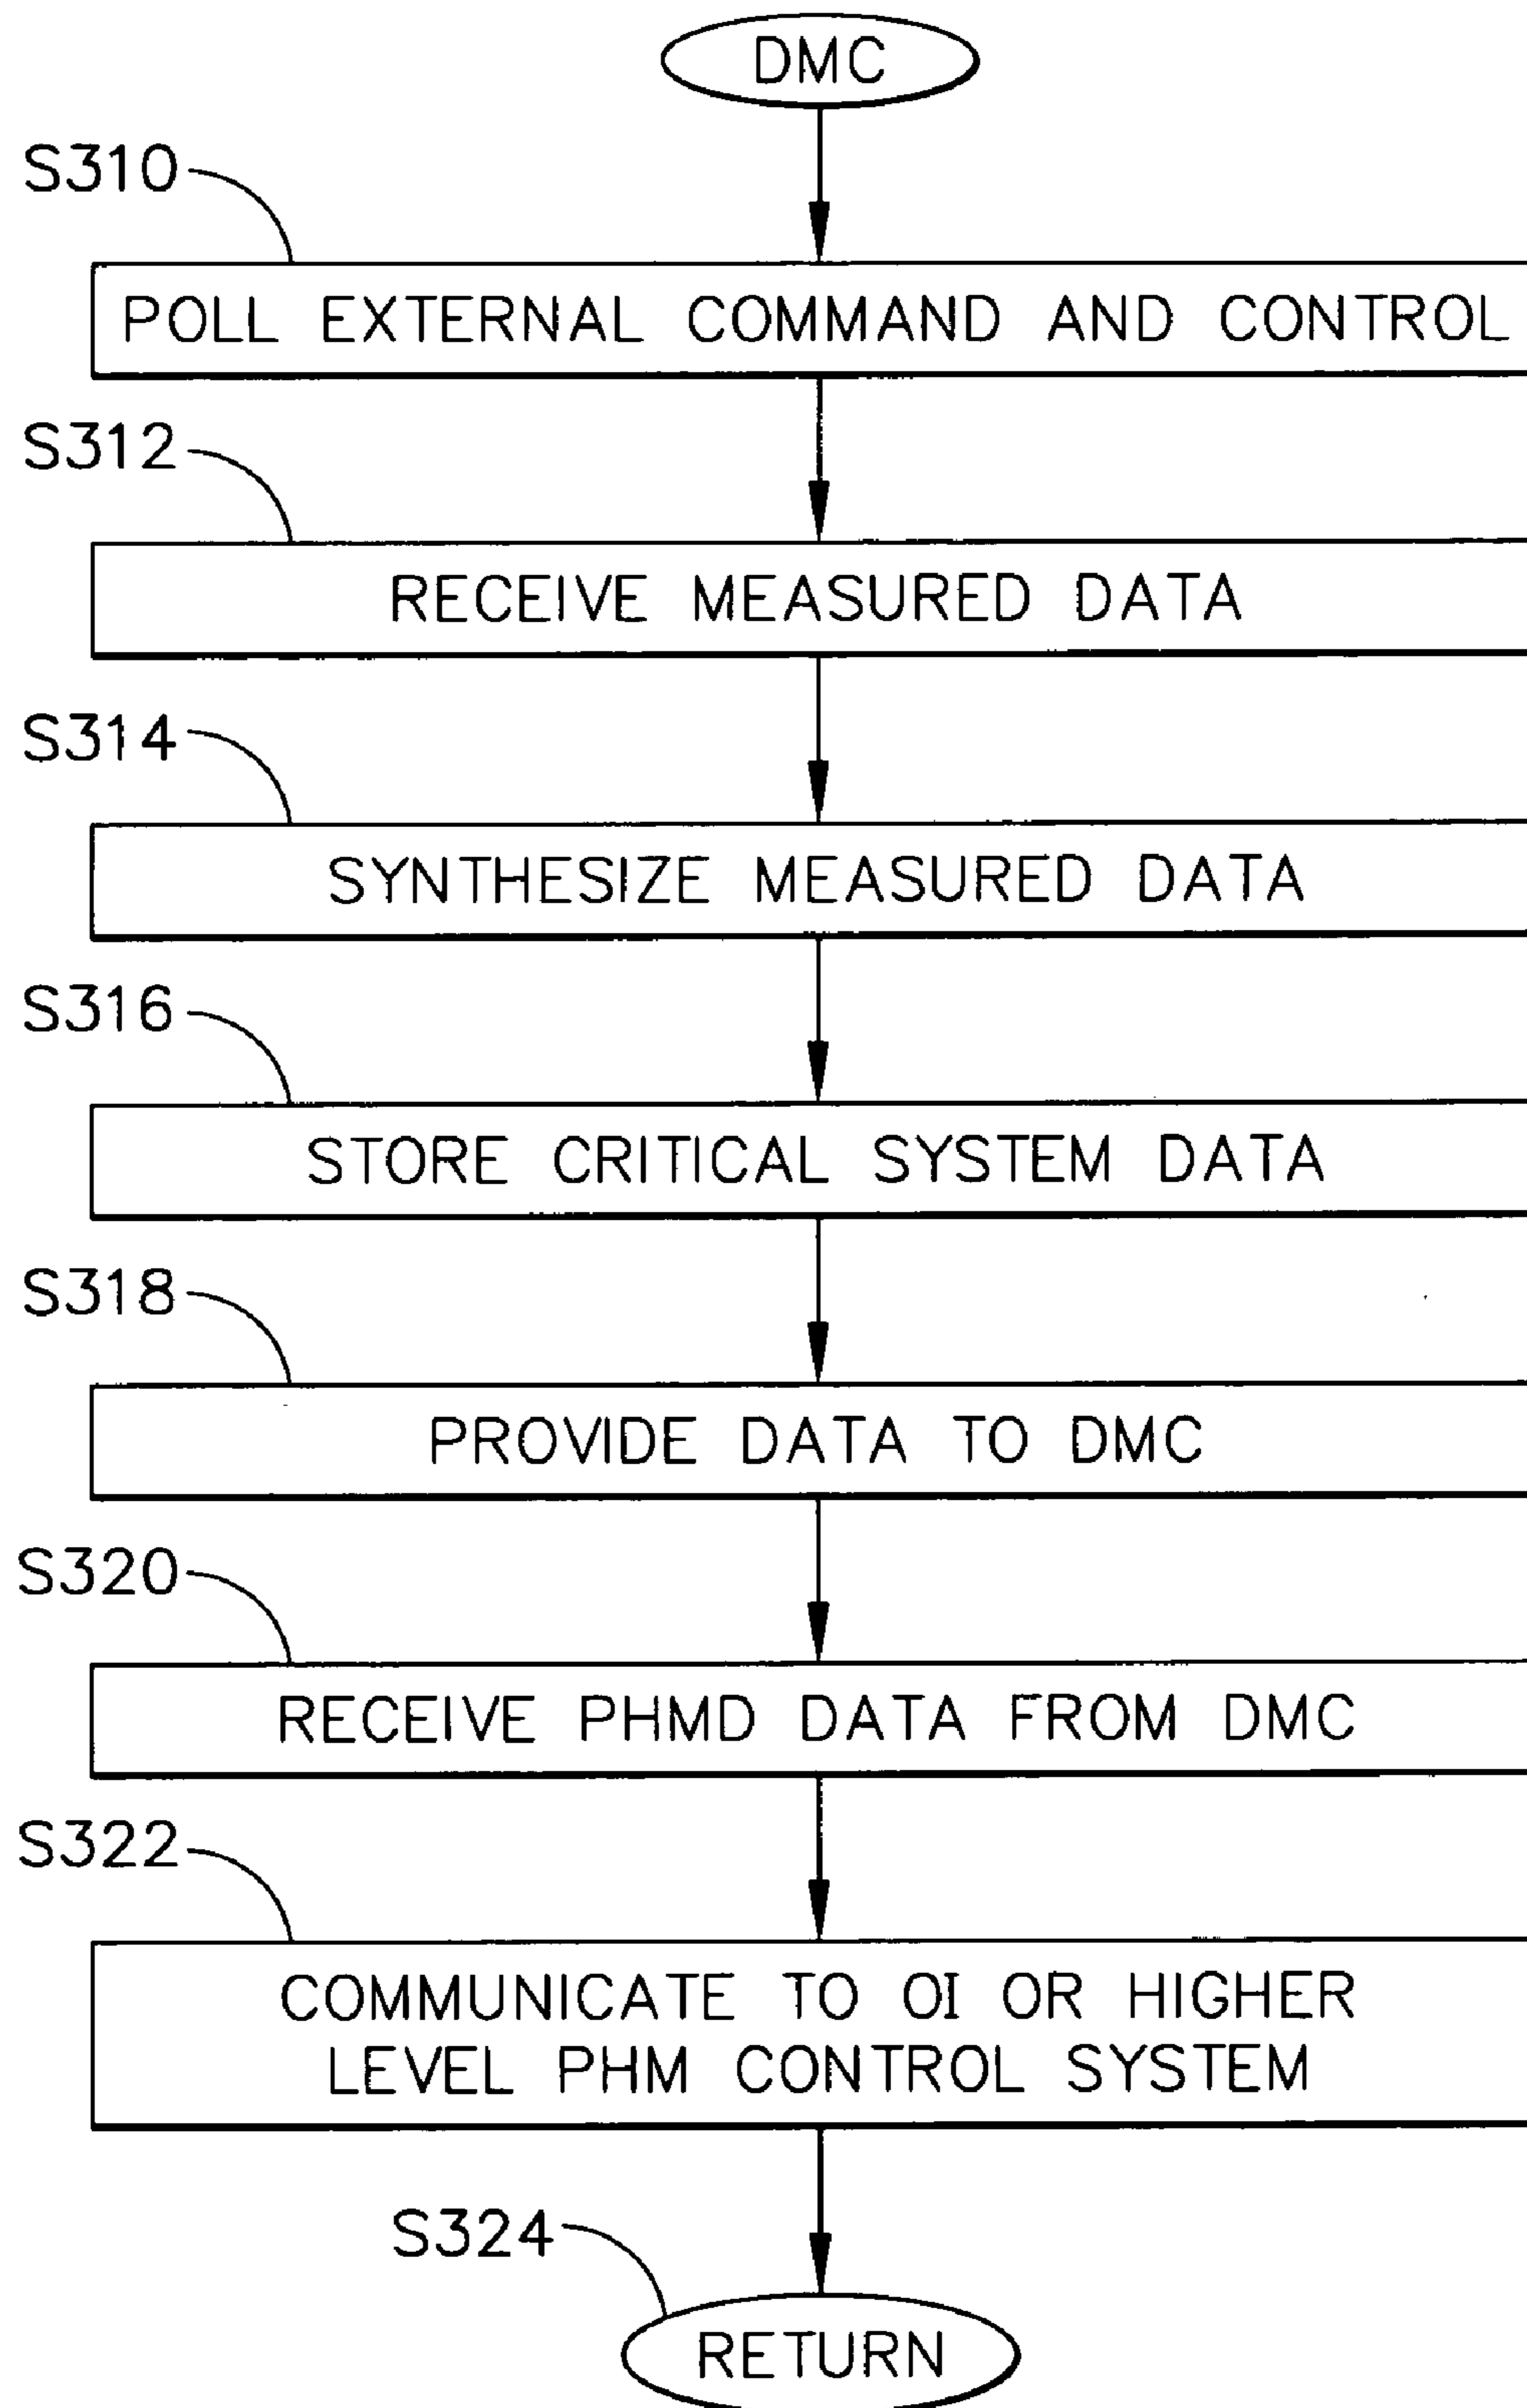 DMC
S310
POLL EXTERNAL COMMAND AND CONTROL
S312
RECEIVE MEASURED DATA
S314
SYNTHESIZE MEASURED DATA
S316
STORE CRITICAL SYSTEM DATA
S318
PROVIDE DATA TO DMC
S320
RECEIVE PHMD DATA FROM DMC
S322
COMMUNICATE TO OI OR HIGHER
LEVEL PHM CONTROL SYSTEM
S324
RETURN